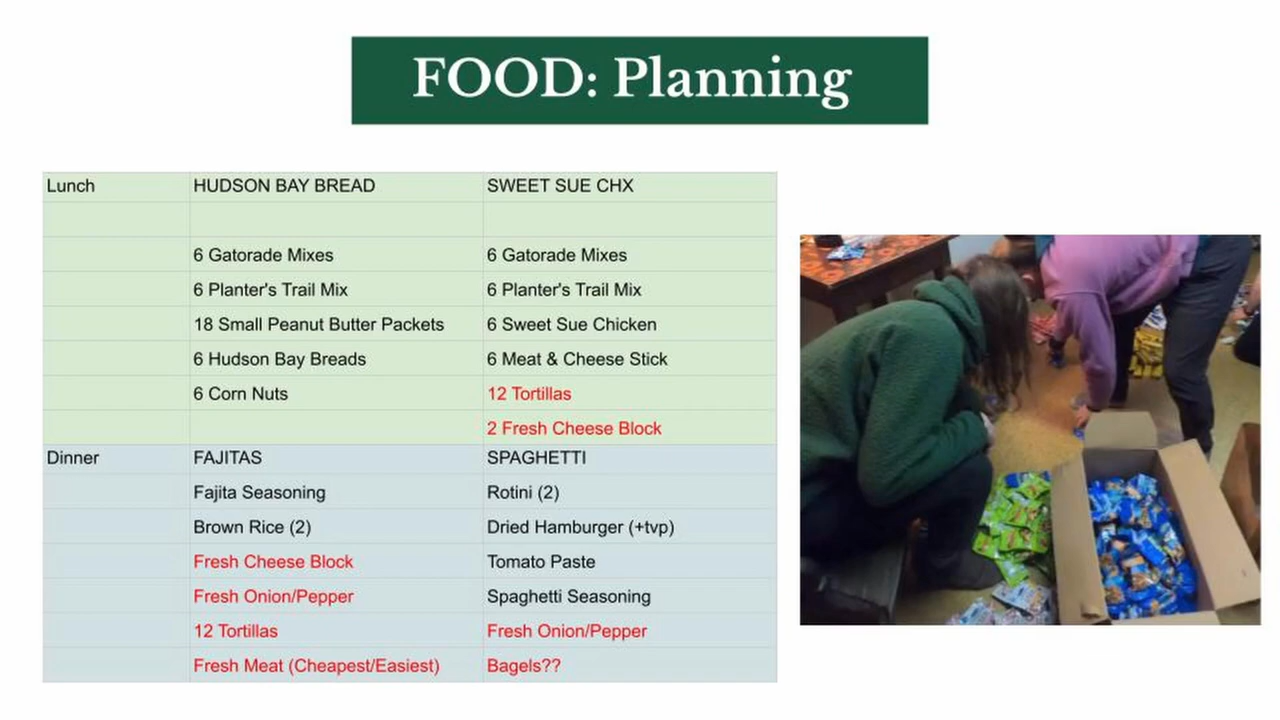 FOOD: Planning
Lunch HUDSON BAY BREAD SWEET SUE CHX
6 Gatorade Mixes 6 Gatorade Mixes
6 Planter's Trail Mix 6 Planter's Trail Mix
18 Small Peanut Butter Packets 6 Sweet Sue Chicken
6 Hudson Bay Breads 6 Meat & Cheese Stick
6 Corn Nuts 12 Tortillas
2 Fresh Cheese Block
Dinner FAJITAS SPAGHETTI
Fajita Seasoning Rotini (2)
Brown Rice (2) Dried Hamburger (+tvp)
Fresh Cheese Block Tomato Paste
Fresh Onion/Pepper Spaghetti Seasoning
12 Tortillas Fresh Onion/Pepper
Fresh Meat (Cheapest/Easiest) Bagels??